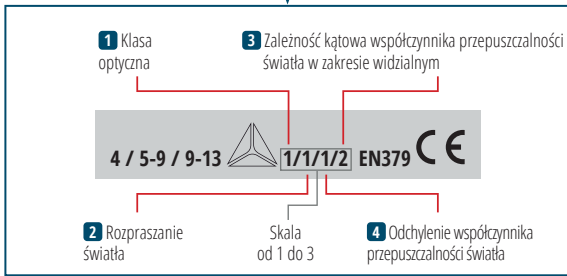 1 Klasa
optyczna
3 Zależność kątowa współczynnika przepuszczalności
światła w zakresie widzialnym
4 / 5-9 / 9-13 1/1/1/2 EN379 CE
2 Rozpraszanie
światła
Skala
od 1 do 3
4 Odchylenie współczynnika
przepuszczalności światła